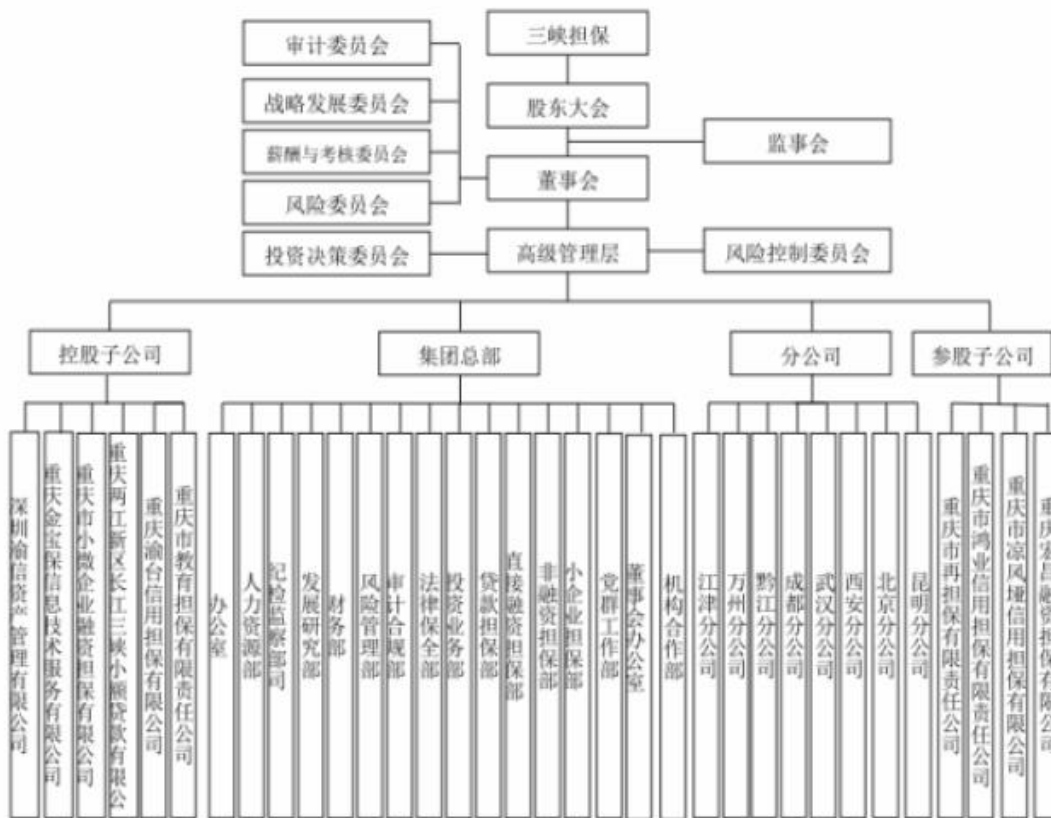 三峡担保
审计委员会
战略发展委员会
股东大会
薪酬与考核委员会
监事会
董事会
风险委员会
投资决策委员会
高级管理层
风险控制委员会
控股子公司
集团总部
分公司
参股子公司
深圳渝信资产管理有限公司
重庆金宝保信息技术服务有限公司
重庆市小微企业融资担保有限公司
重庆两江新区长江三峡小额贷款有限公
重庆渝台信用担保有限公司
重庆市教育担保有限责任公司
办公室
人力资源部
纪检监察部司
发展研究部
财务部
风险管理部
审计合规部
法律保全部
投资业务部
贷款担保部
直接融资担保部
非融资担保部
小企业担保部
党群工作部
董事会办公室
机构合作部
江津分公司
万州分公司
黔江分公司
成都分公司
武汉分公司
西安分公司
北京分公司
昆明分公司
重庆市再担保有限责任公司
重庆市鸿业信用担保有限责任公司
重庆市凉风垭信用担保有限公司
重庆宏昌融资担保有限公